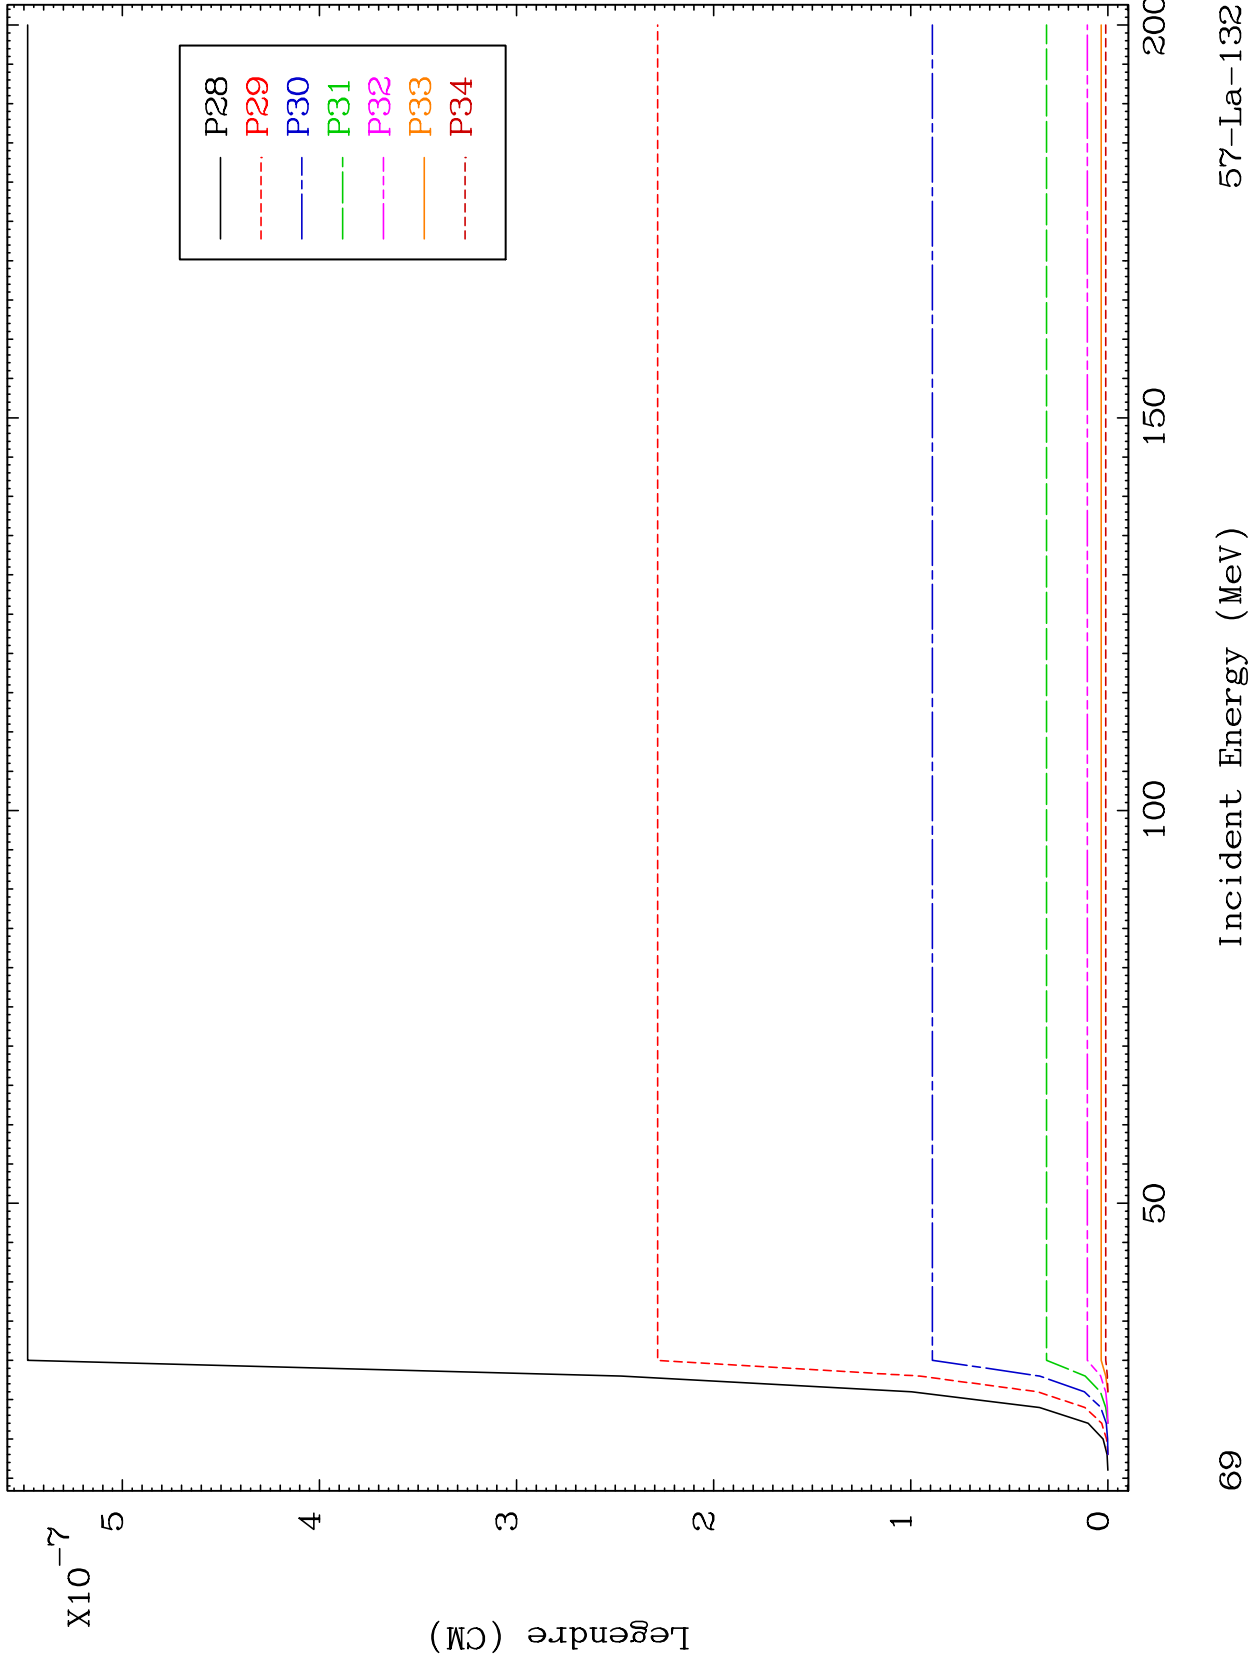 X10-7
5
4
3
2
1
0
Legendre (CM)
P28
P29
P30
P31
P32
P33
P34
50
100
150
200
Incident Energy (MeV)
69
57-La-132